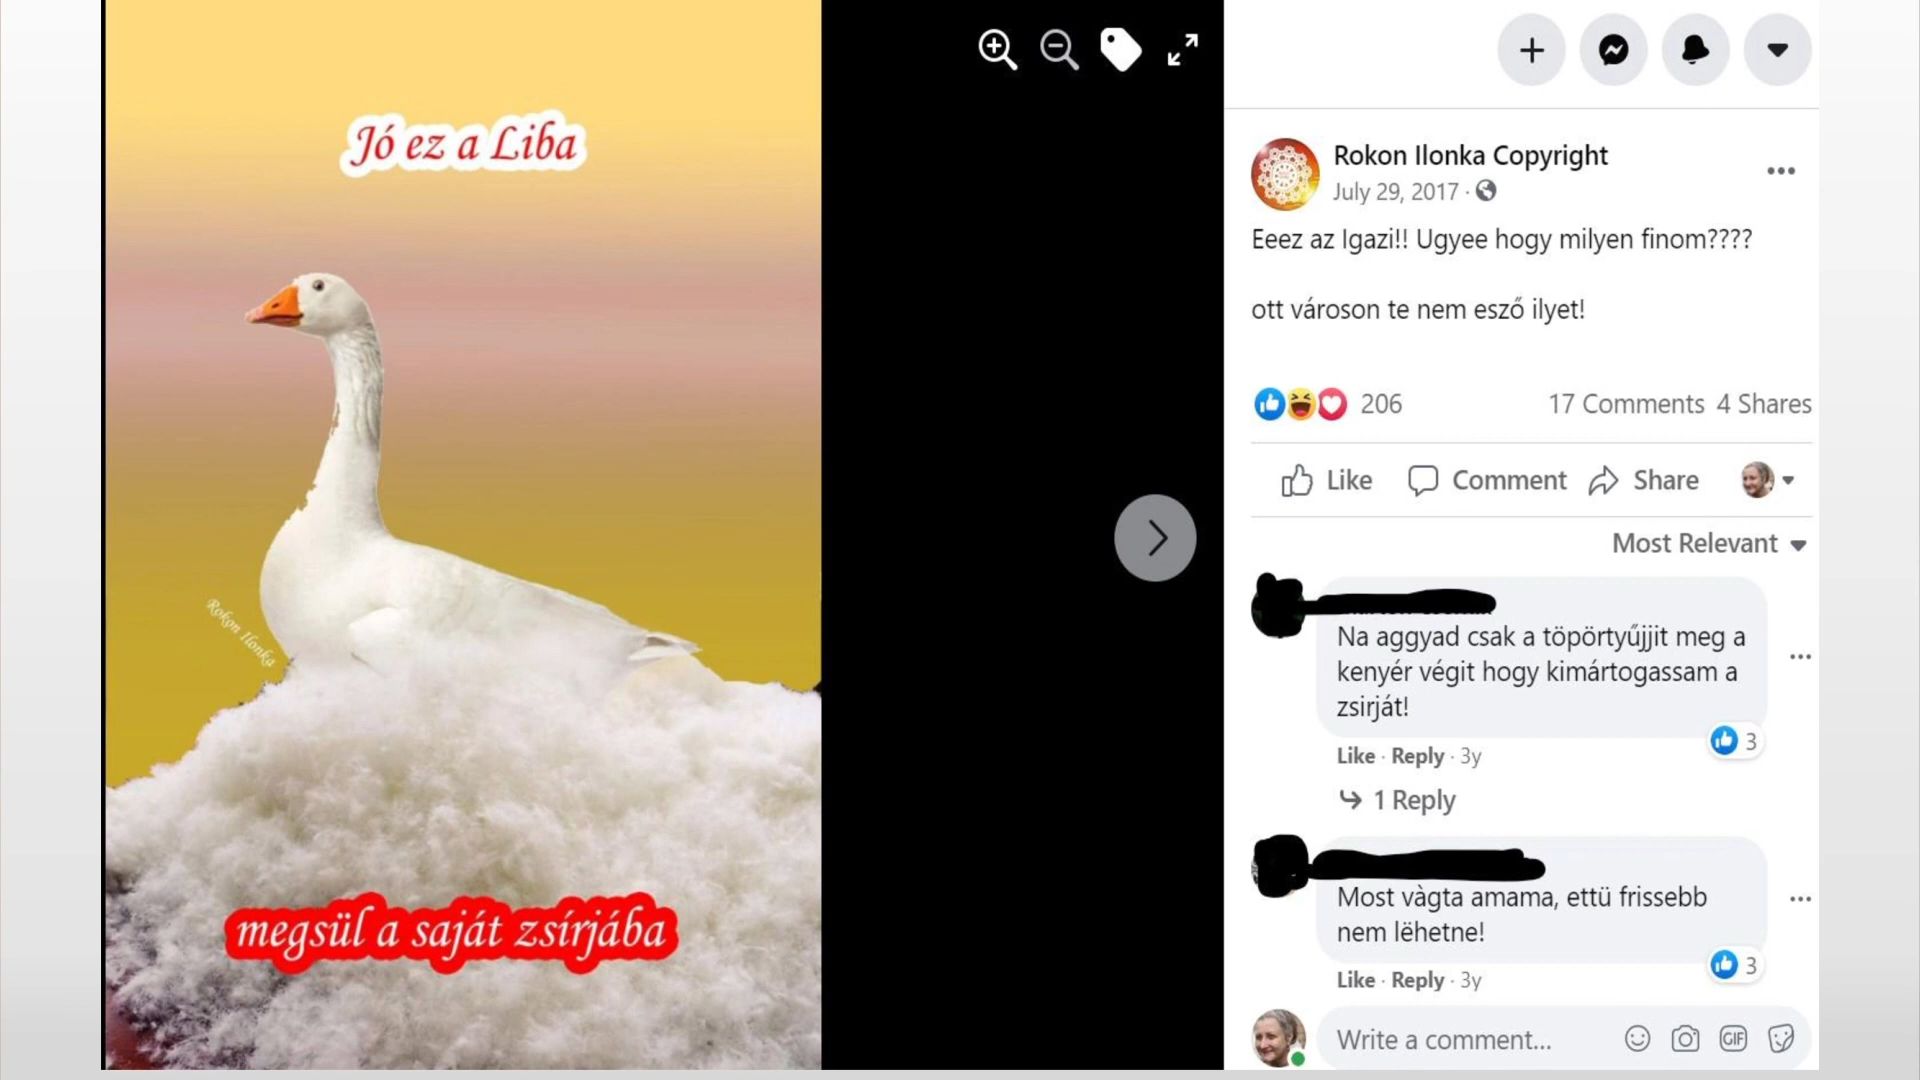 Jó ez a Liba
Rokon Ilonka
megsül a saját zsírjába
Rokon Ilonka Copyright
July 29, 2017 ·
Eeez az Igazi!! Ugyee hogy milyen finom????
ott városon te nem esző ilyet!
206
17 Comments 4 Shares
Like Comment Share
Most Relevant
Na aggyad csak a töpörtyűjjit meg a
kenyér végit hogy kimártogassam a
zsirját!
3
Like · Reply · 3y
1 Reply
Most vàgta amama, ettü frissebb
nem lëhetne!
3
Like · Reply · 3y
Write a comment...
GIF